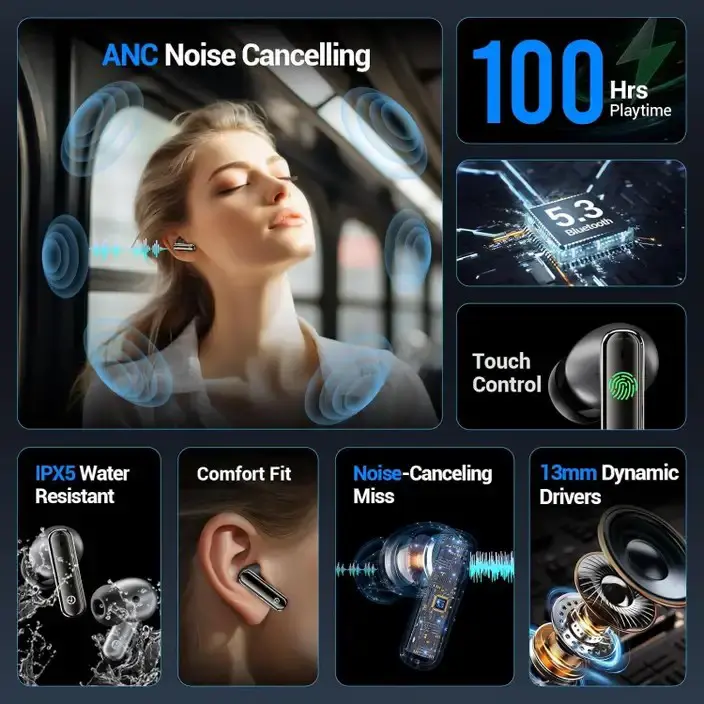 ANC Noise Cancelling
100
Hrs
Playtime
5.3
Bluetooth
Touch
Control
IPX5 Water
Resistant
Comfort Fit
Noise-Canceling
Miss
13mm Dynamic
Drivers